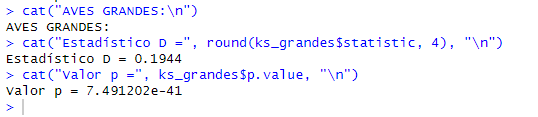 > cat("AVES GRANDES:\n")
AVES GRANDES:
> cat("Estadístico D =", round(ks_grandes$statistic, 4), "\n")
Estadístico D = 0.1944
> cat("Valor p =", ks_grandes$p.value, "\n")
Valor p = 7.491202e-41
>